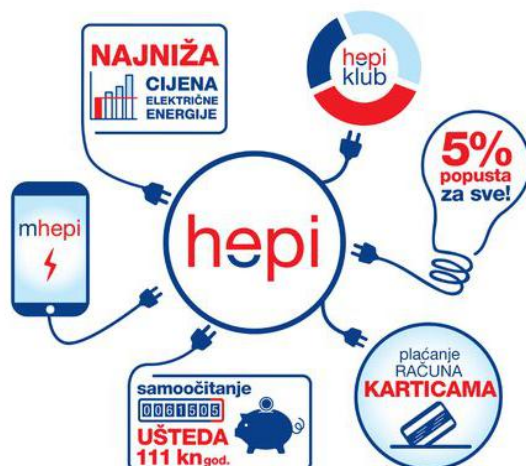 NAJNIŽA
CIJENA
ELEKTRIČNE
ENERGIJE
hepi
klub
5%
popusta
za sve!
mhepi
hepi
samoočitanje
0061505
UŠTEDA
111 kn god.
plaćanje
RAČUNA
KARTICAMA